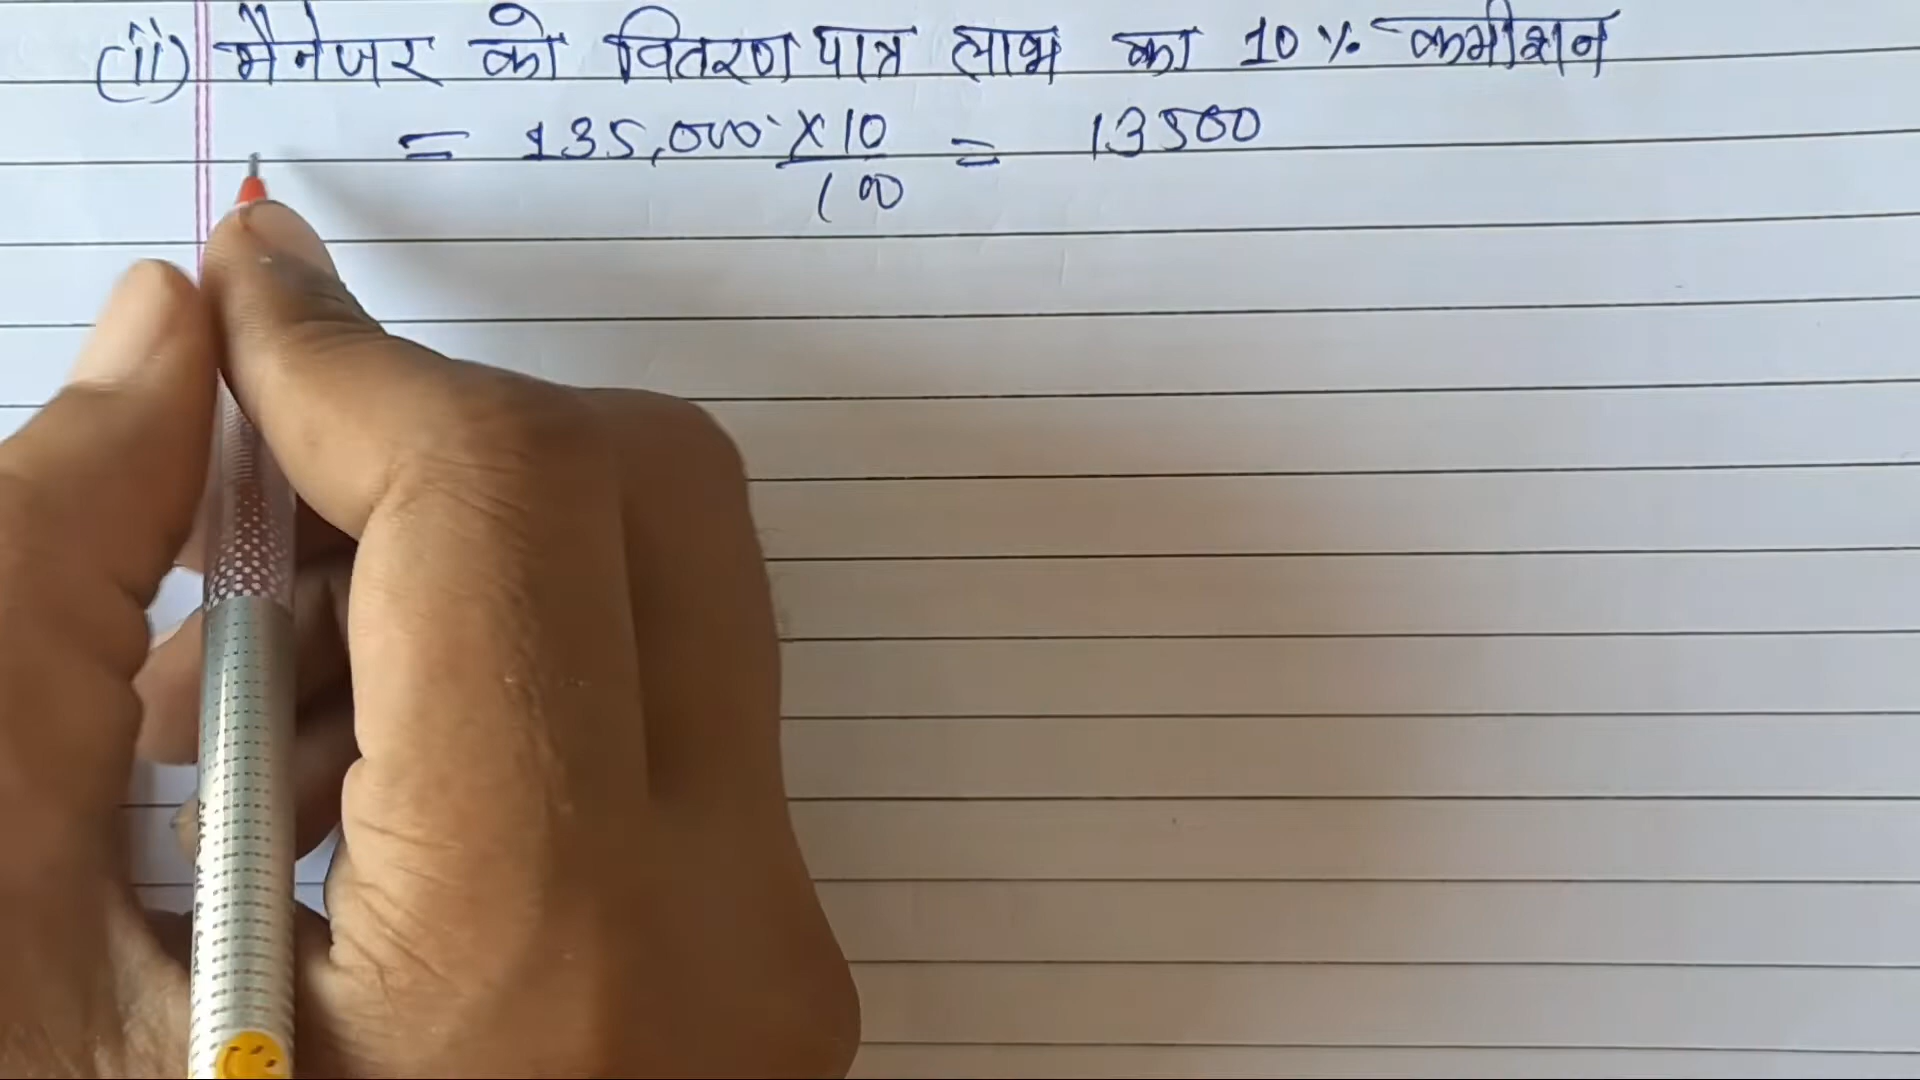 (ii) मैनेजर को वितरण पात्र लाभ का 10% कमीशन
= 135,000 × 10 = 13500
100